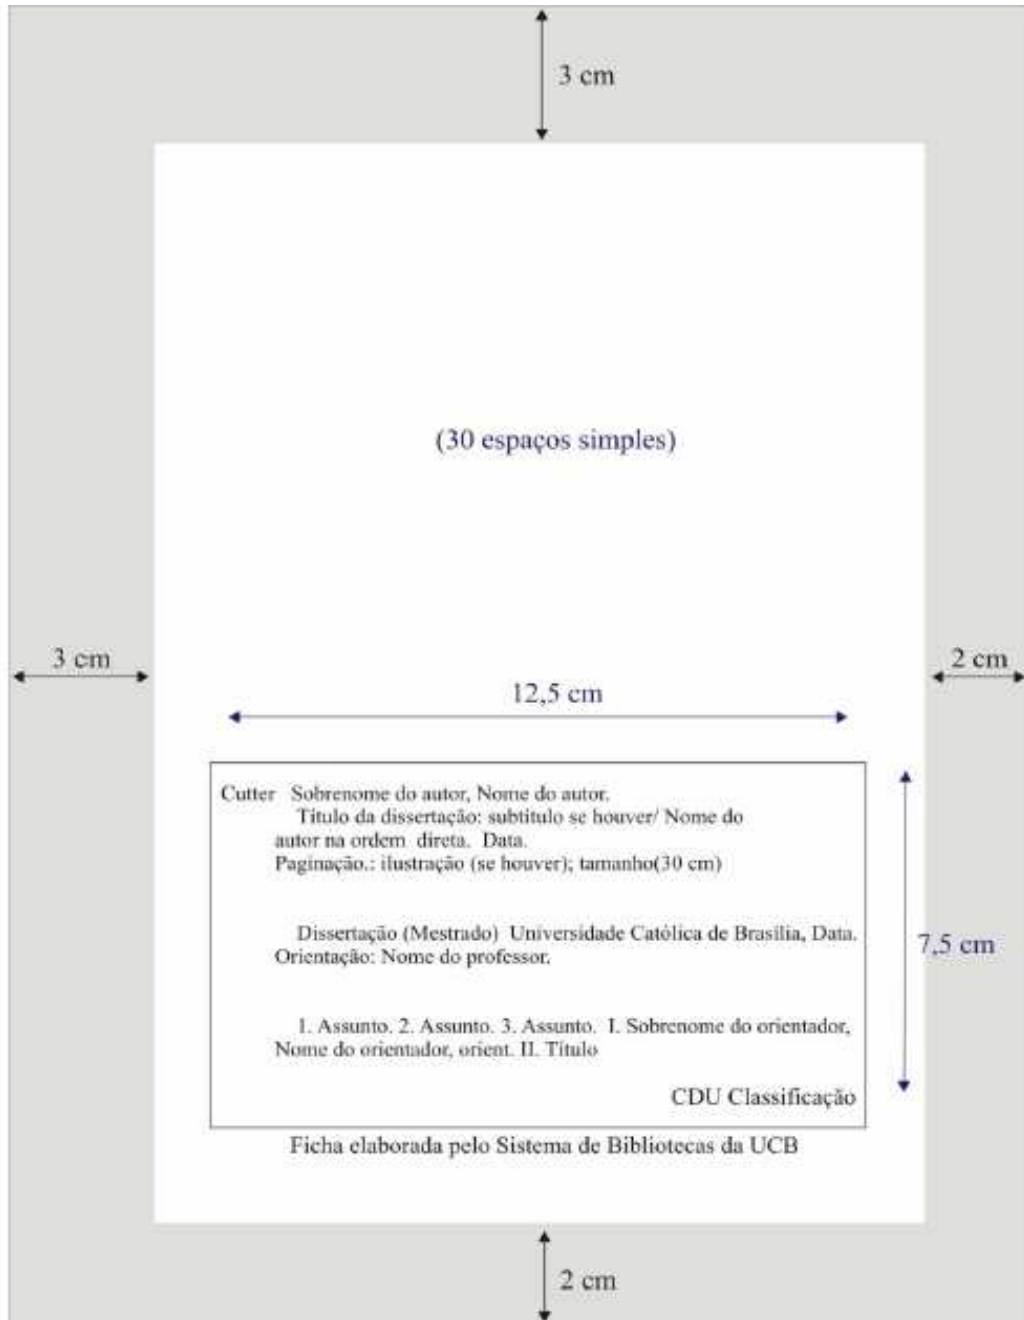 3 cm
(30 espaços simples)
3 cm
2 cm
12,5 cm
Cutter Sobrenome do autor, Nome do autor.
Título da dissertação: subtítulo se houver/ Nome do
autor na ordem direta. Data.
Paginação.: ilustração (se houver); tamanho(30 cm)
Dissertação (Mestrado) Universidade Católica de Brasília, Data.
Orientação: Nome do professor.
7,5 cm
1. Assunto. 2. Assunto. 3. Assunto. I. Sobrenome do orientador,
Nome do orientador, orient. II. Título
CDU Classificação
Ficha elaborada pelo Sistema de Bibliotecas da UCB
2 cm